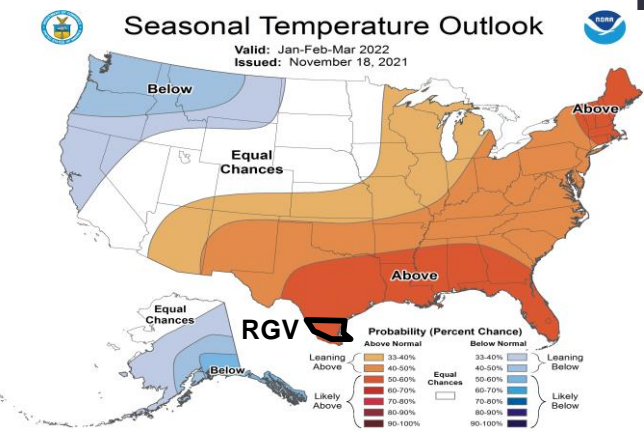 Seasonal Temperature Outlook
NOAA
Valid: Jan-Feb-Mar 2022
Issued: November 18, 2021
Below
Above
Equal
Chances
Above
Equal
Chances
Below
RGV
Probability (Percent Chance)
Above Normal Below Normal
Leaning
Above
33-40%
40-50%
Likely
Above
50-60%
60-70%
70-80%
80-90%
90-100%
Equal
Chances
33-40%
40-50%
Leaning
Below
50-60%
60-70%
70-80%
80-90%
90-100%
Likely
Below